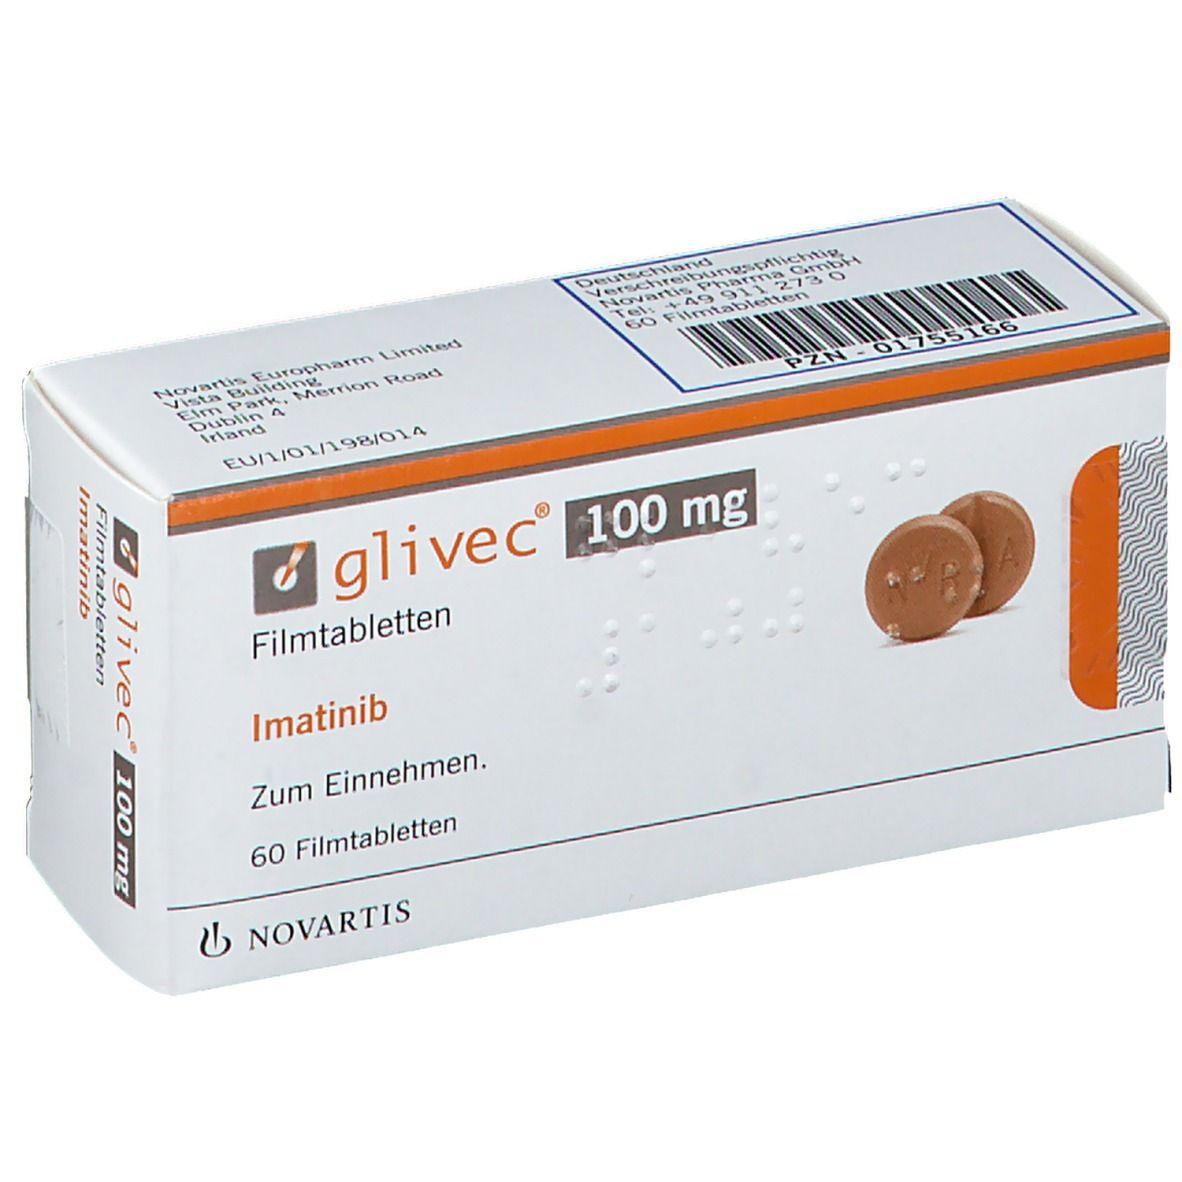 Novartis Europharm Limited
Vista Building
Elm Park, Merrion Road
Dublin 4
Irland
EU/1/01/198/014
Deutschland
Verschreibungspflichtig
Novartis Pharma GmbH
Tel: +49 911 273 0
60 Filmtabletten
PZN - 01755166
glivec® 100 mg
Filmtabletten
Imatinib
Zum Einnehmen.
60 Filmtabletten
NOVARTIS
NVR
A
glivec® 100 mg
Filmtabletten
Imatinib